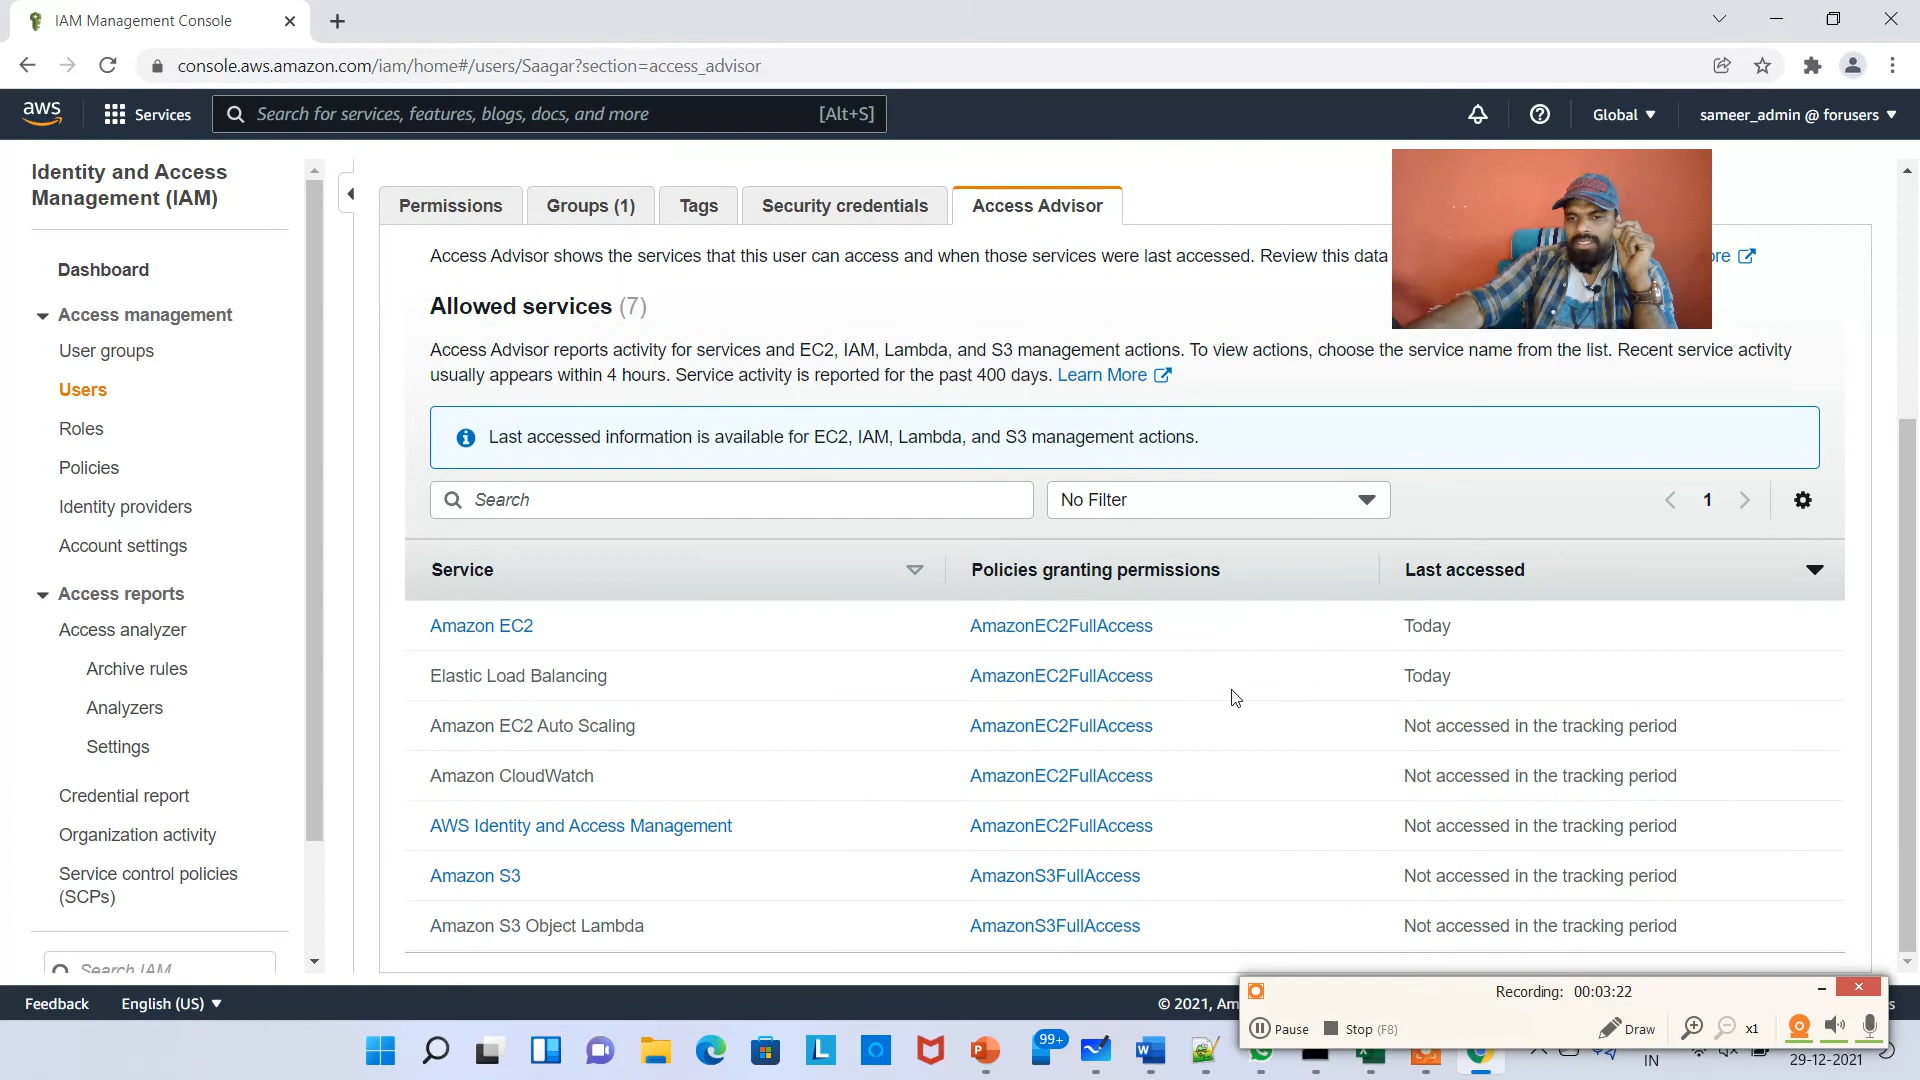 IAM Management Console
console.aws.amazon.com/iam/home#/users/Saagar?section=access_advisor
aws
Services
Search for services, features, blogs, docs, and more
[Alt+S]
Global
sameer_admin @ forusers
Identity and Access
Management (IAM)
Dashboard
Access management
User groups
Users
Roles
Policies
Identity providers
Account settings
Access reports
Access analyzer
Archive rules
Analyzers
Settings
Credential report
Organization activity
Service control policies
(SCPs)
Search IAM
Permissions
Groups (1)
Tags
Security credentials
Access Advisor
Access Advisor shows the services that this user can access and when those services were last accessed. Review this data
Allowed services (7)
Access Advisor reports activity for services and EC2, IAM, Lambda, and S3 management actions. To view actions, choose the service name from the list. Recent service activity
usually appears within 4 hours. Service activity is reported for the past 400 days. Learn More
Last accessed information is available for EC2, IAM, Lambda, and S3 management actions.
Search
No Filter
1
Service
Policies granting permissions
Last accessed
Amazon EC2
AmazonEC2FullAccess
Today
Elastic Load Balancing
AmazonEC2FullAccess
Today
Amazon EC2 Auto Scaling
AmazonEC2FullAccess
Not accessed in the tracking period
Amazon CloudWatch
AmazonEC2FullAccess
Not accessed in the tracking period
AWS Identity and Access Management
AmazonEC2FullAccess
Not accessed in the tracking period
Amazon S3
AmazonS3FullAccess
Not accessed in the tracking period
Amazon S3 Object Lambda
AmazonS3FullAccess
Not accessed in the tracking period
Feedback
English (US)
© 2021, Am
Recording: 00:03:22
Pause
Stop (F8)
Draw
x1
99+
IN
29-12-2021